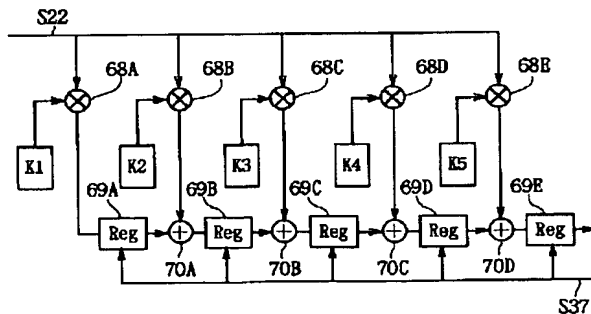 S22
68A 68B 68C 68D 68E
K1 K2 K3 K4 K5
69A 69B 69C 69D 69E
Reg Reg Reg Reg Reg
70A 70B 70C 70D
S37